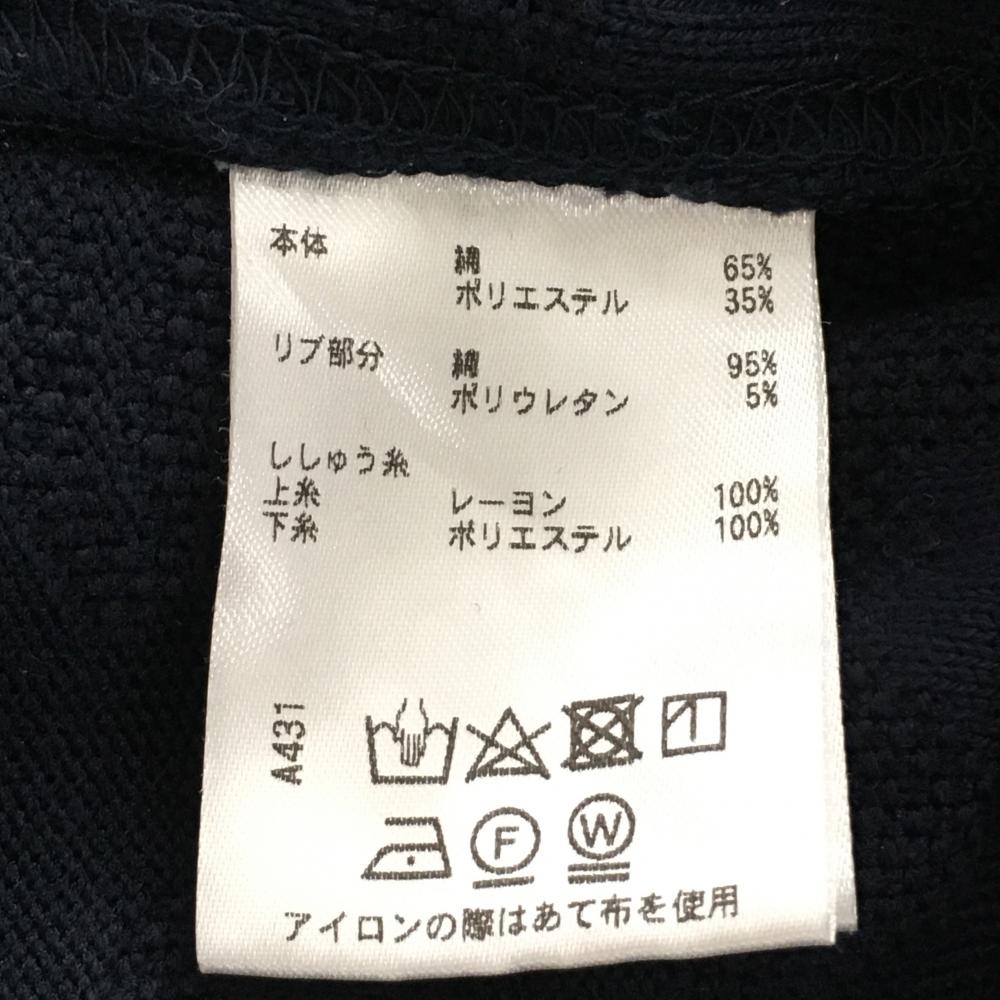 本体 綿 65%
ポリエステル 35%
リブ部分 綿 95%
ポリウレタン 5%
ししゅう糸
上糸 レーヨン 100%
下糸 ポリエステル 100%
A431
F W
アイロンの際はあて布を使用